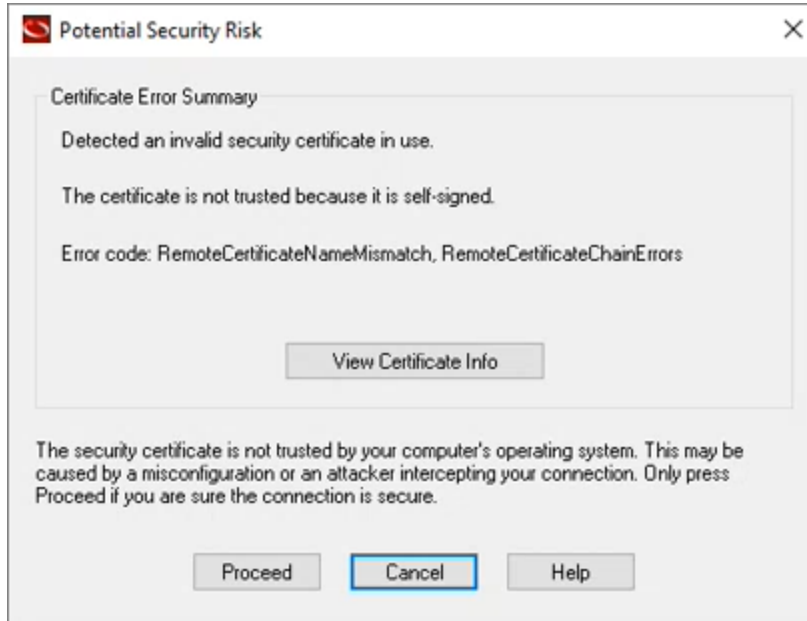 Potential Security Risk
Certificate Error Summary
Detected an invalid security certificate in use.
The certificate is not trusted because it is self-signed.
Error code: RemoteCertificateNameMismatch, RemoteCertificateChainErrors
View Certificate Info
The security certificate is not trusted by your computer's operating system. This may be
caused by a misconfiguration or an attacker intercepting your connection. Only press
Proceed if you are sure the connection is secure.
Proceed
Cancel
Help